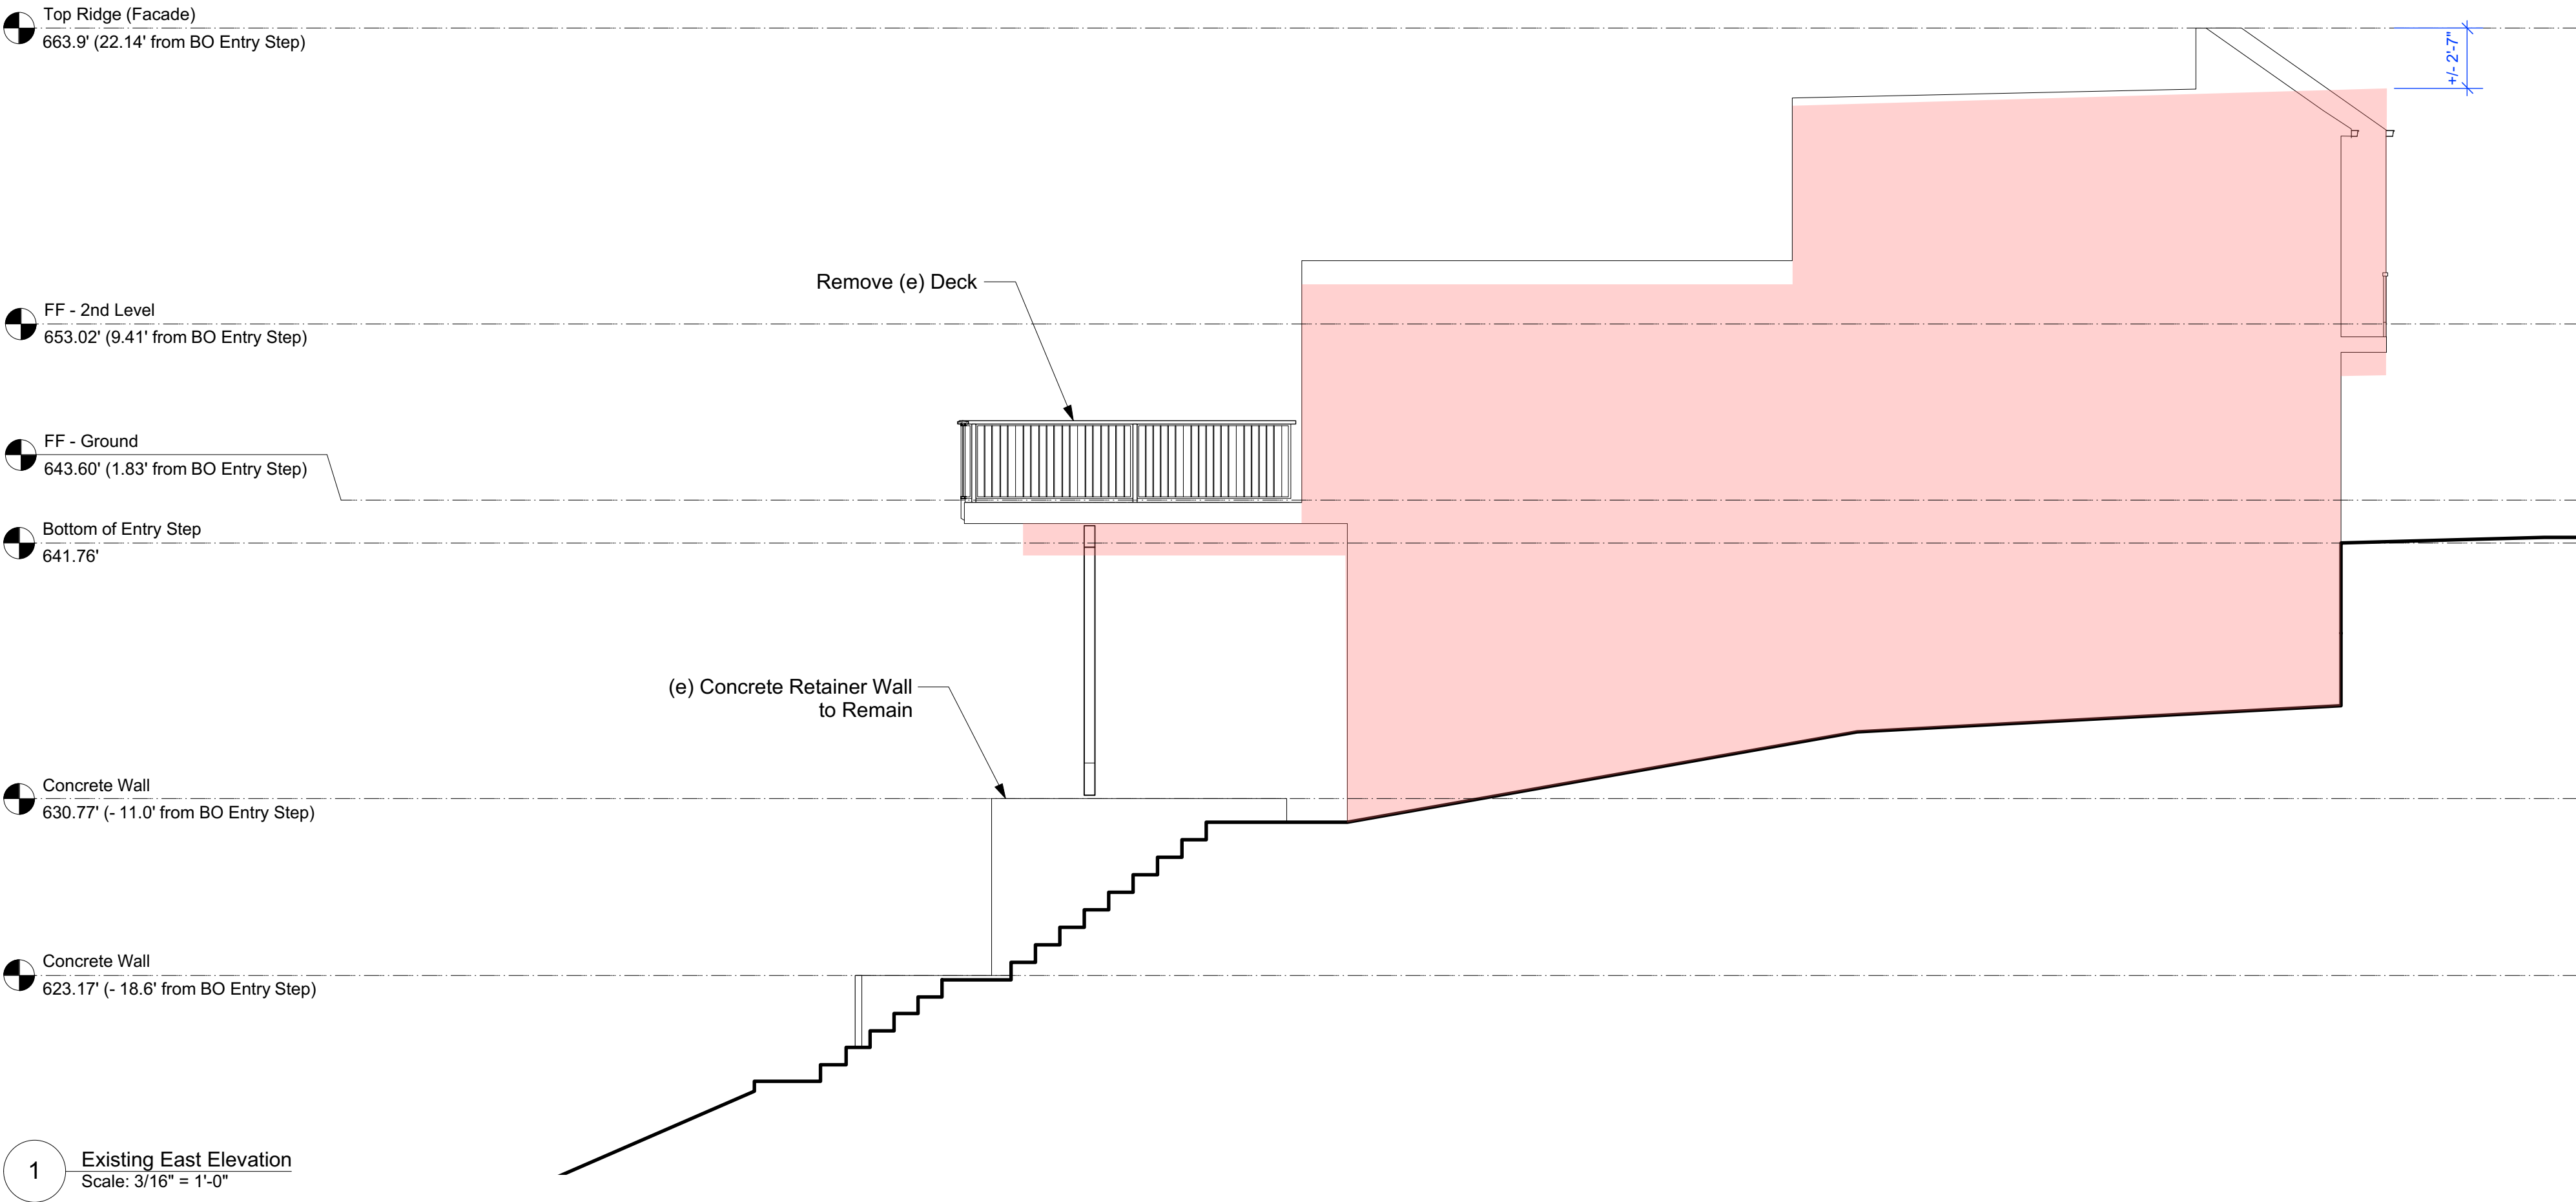 Top Ridge (Facade)
663.9' (22.14' from BO Entry Step)
+/- 2'-7"
Remove (e) Deck
FF - 2nd Level
653.02' (9.41' from BO Entry Step)
FF - Ground
643.60' (1.83' from BO Entry Step)
Bottom of Entry Step
641.76'
(e) Concrete Retainer Wall
to Remain
Concrete Wall
630.77' (- 11.0' from BO Entry Step)
Concrete Wall
623.17' (- 18.6' from BO Entry Step)
1
Existing East Elevation
Scale: 3/16" = 1'-0"